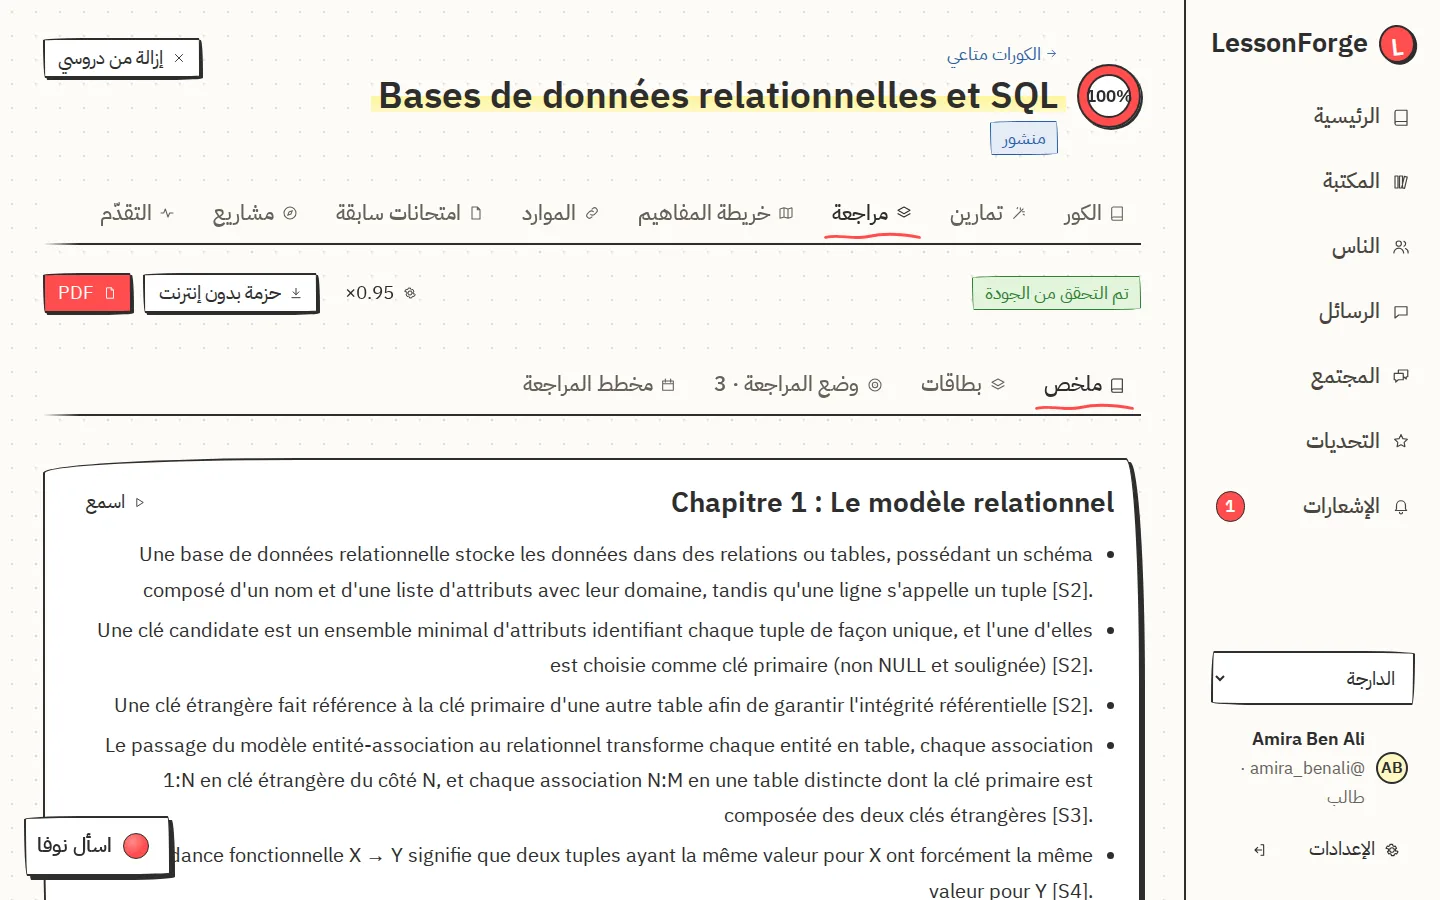 LessonForge
L
الرئيسية
المكتبة
الناس
الرسائل
المجتمع
التحديات
الإشعارات
1
الدارجة
Amira Ben Ali
AB
@amira_benali ·
طالب
الإعدادات
الكورات متاعي
إزالة من دروسي
100%
Bases de données relationnelles et SQL
منشور
الكور
تمارين
مراجعة
خريطة المفاهيم
الموارد
امتحانات سابقة
مشاريع
التقدّم
تم التحقق من الجودة
×0.95
حزمة بدون إنترنت
PDF
ملخص
بطاقات
وضع المراجعة · 3
مخطط المراجعة
Chapitre 1 : Le modèle relationnel
اسمع
Une base de données relationnelle stocke les données dans des relations ou tables, possédant un schéma
composé d'un nom et d'une liste d'attributs avec leur domaine, tandis qu'une ligne s'appelle un tuple [S2].
Une clé candidate est un ensemble minimal d'attributs identifiant chaque tuple de façon unique, et l'une d'elles
est choisie comme clé primaire (non NULL et soulignée) [S2].
Une clé étrangère fait référence à la clé primaire d'une autre table afin de garantir l'intégrité référentielle [S2].
Le passage du modèle entité-association au relationnel transforme chaque entité en table, chaque association
1:N en clé étrangère du côté N, et chaque association N:M en une table distincte dont la clé primaire est
composée des deux clés étrangères [S3].
fonctionnelle X → Y signifie que deux tuples ayant la même valeur pour X ont forcément la même
valeur pour Y [S4].
اسأل نوفا